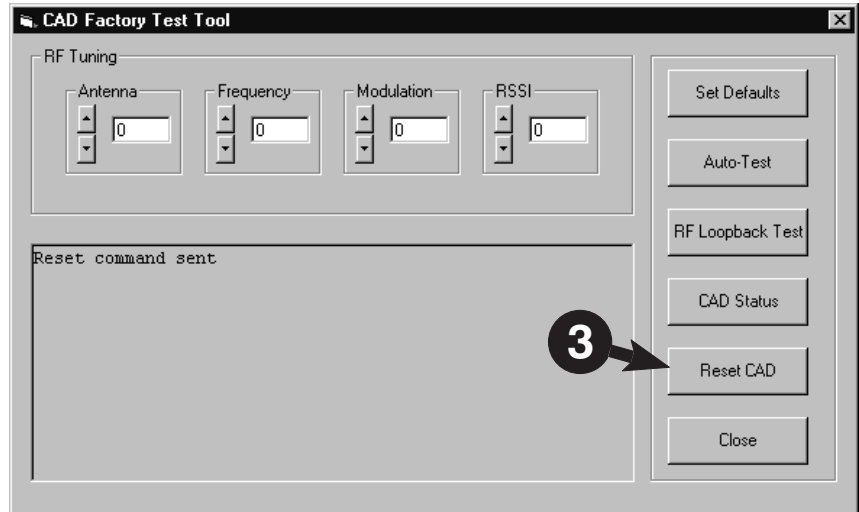 CAD Factory Test Tool
RF Tuning
Antenna
0
Frequency
0
Modulation
0
RSSI
0
Reset command sent
Set Defaults
Auto-Test
RF Loopback Test
CAD Status
3
Reset CAD
Close